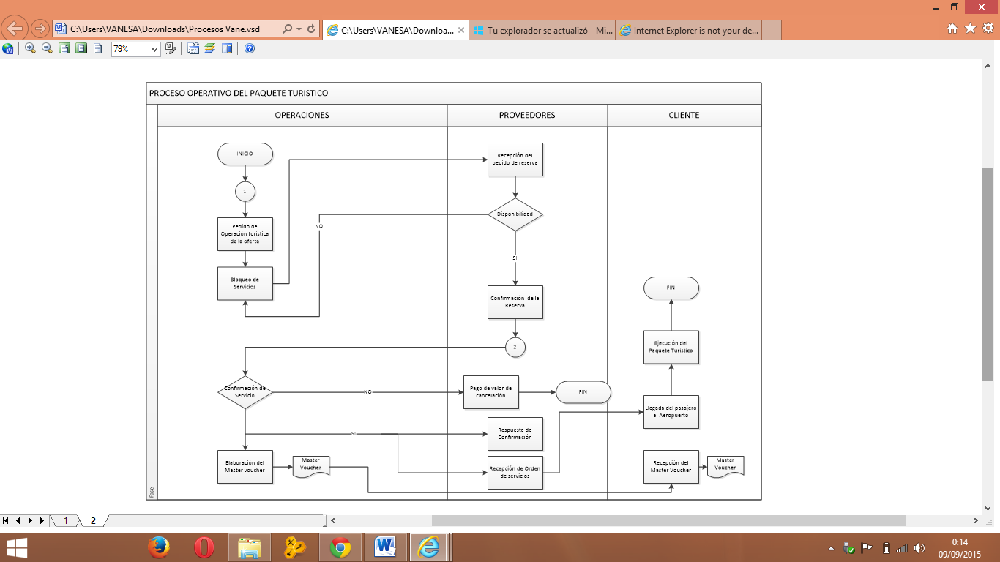 C:\Users\VANESA\Downloads\Procesos Vane.vsd
C:\Users\VANESA\Downloa...
Tu explorador se actualizó - Mi...
Internet Explorer is not your de...
79%
PROCESO OPERATIVO DEL PAQUETE TURISTICO
OPERACIONES
PROVEEDORES
CLIENTE
INICIO
1
Pedido de
Operación turística
de la oferta
Bloqueo de
Servicios
Recepción del
pedido de reserva
Disponibilidad
NO
SI
Confirmación de la
Reserva
2
Confirmación de
Servicio
NO
Pago de valor de
cancelación
FIN
SI
Respuesta de
Confirmación
Recepción de Orden
de servicios
Elaboración del
Master voucher
Master
Voucher
FIN
Ejecución del
Paquete Turístico
Llegada del pasajero
al Aeropuerto
Recepción del
Master Voucher
Master
Voucher
Fase
1
2
0:14
09/09/2015